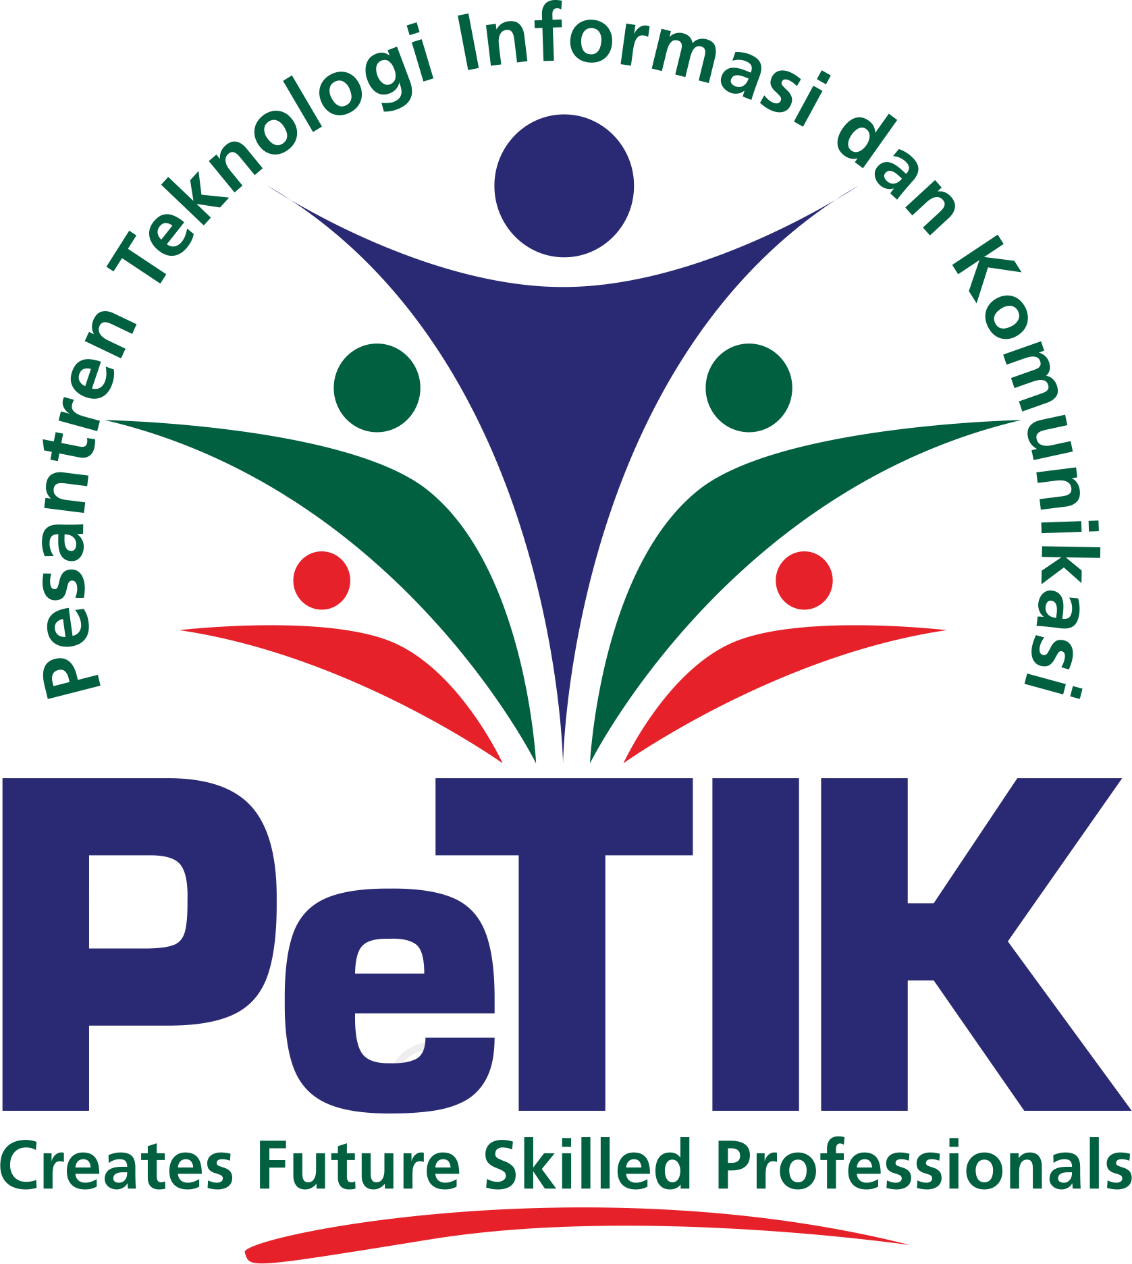 Pesantren Teknologi Informasi dan Komunikasi
PeTIK
Creates Future Skilled Professionals